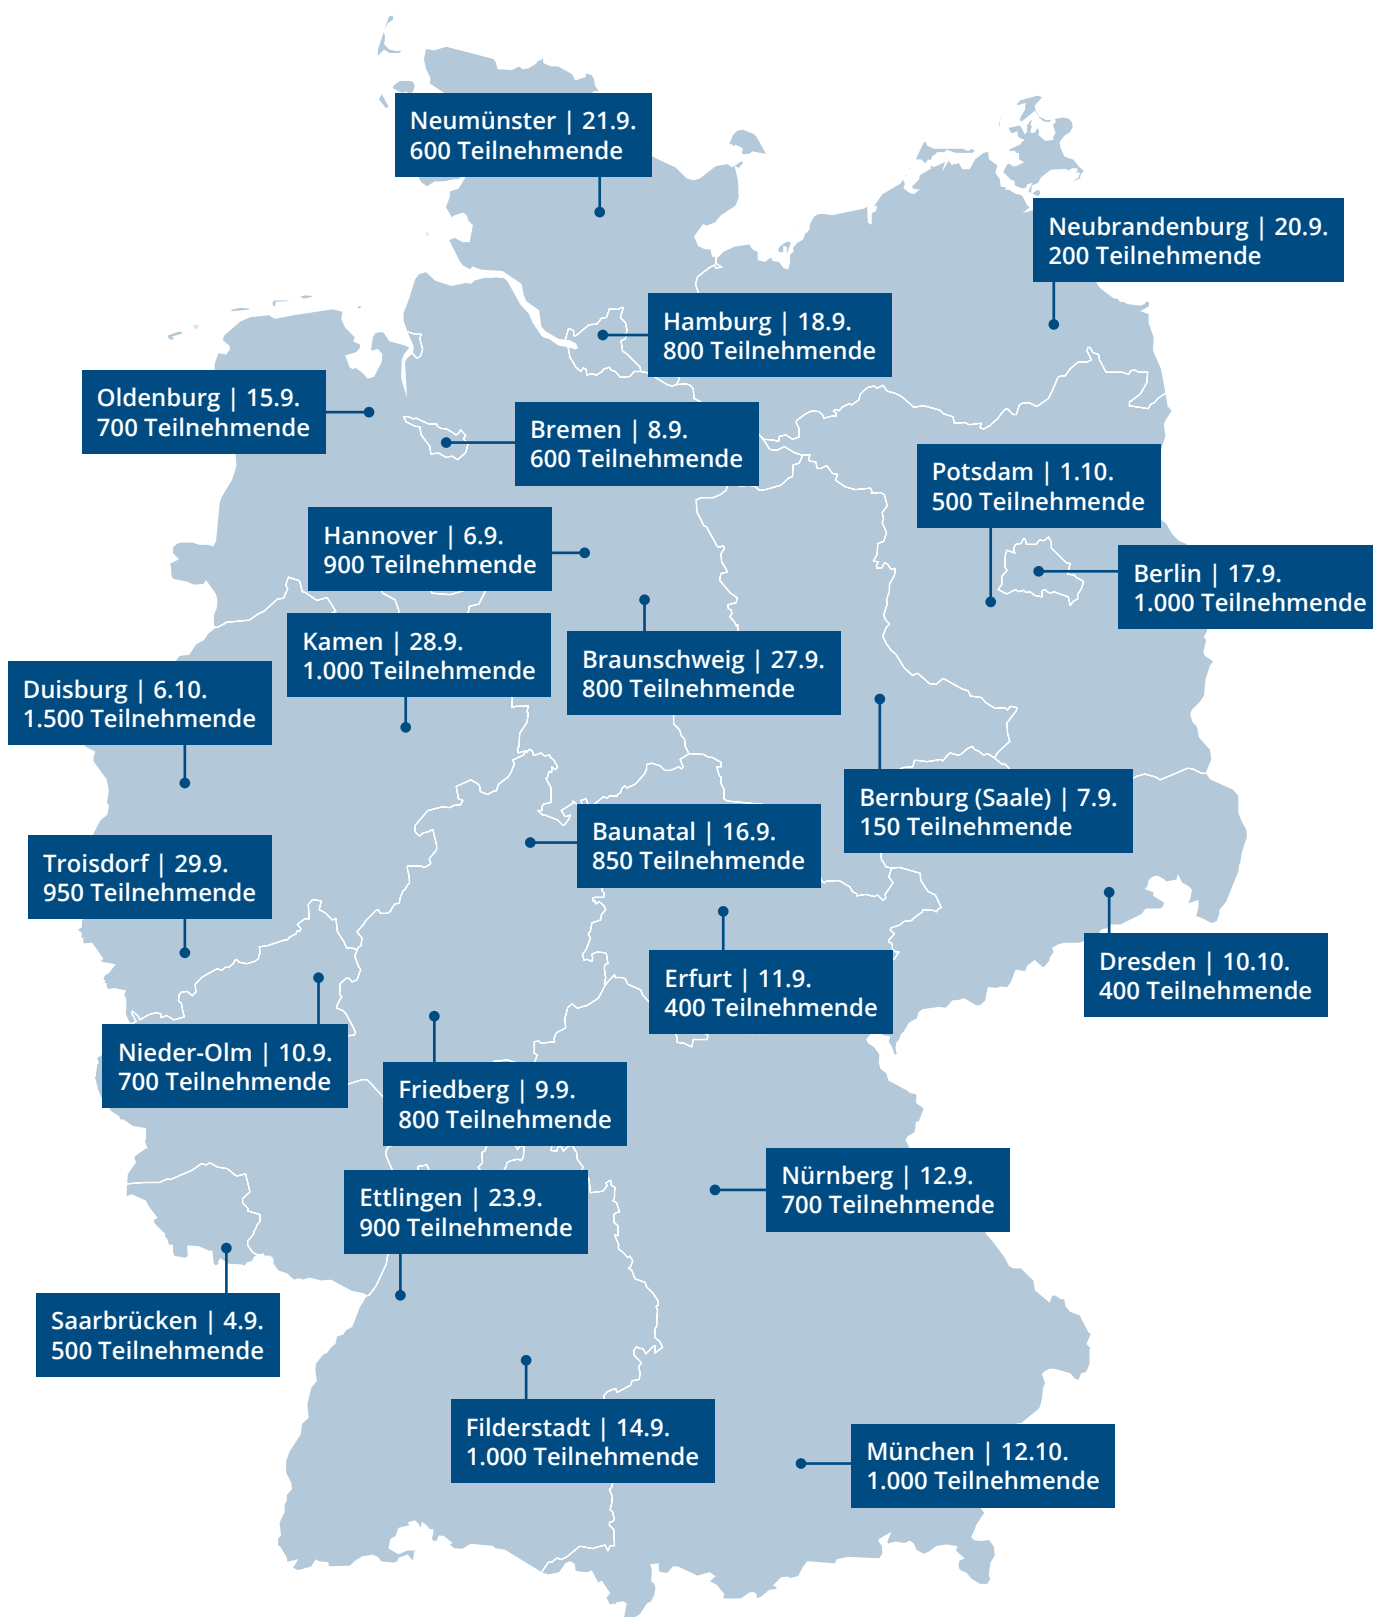 Neumünster | 21.9.
600 Teilnehmende
Neubrandenburg | 20.9.
200 Teilnehmende
Hamburg | 18.9.
800 Teilnehmende
Oldenburg | 15.9.
700 Teilnehmende
Bremen | 8.9.
600 Teilnehmende
Potsdam | 1.10.
500 Teilnehmende
Hannover | 6.9.
900 Teilnehmende
Berlin | 17.9.
1.000 Teilnehmende
Kamen | 28.9.
1.000 Teilnehmende
Braunschweig | 27.9.
800 Teilnehmende
Duisburg | 6.10.
1.500 Teilnehmende
Bernburg (Saale) | 7.9.
150 Teilnehmende
Baunatal | 16.9.
850 Teilnehmende
Troisdorf | 29.9.
950 Teilnehmende
Dresden | 10.10.
400 Teilnehmende
Erfurt | 11.9.
400 Teilnehmende
Nieder-Olm | 10.9.
700 Teilnehmende
Friedberg | 9.9.
800 Teilnehmende
Nürnberg | 12.9.
700 Teilnehmende
Ettlingen | 23.9.
900 Teilnehmende
Saarbrücken | 4.9.
500 Teilnehmende
Filderstadt | 14.9.
1.000 Teilnehmende
München | 12.10.
1.000 Teilnehmende